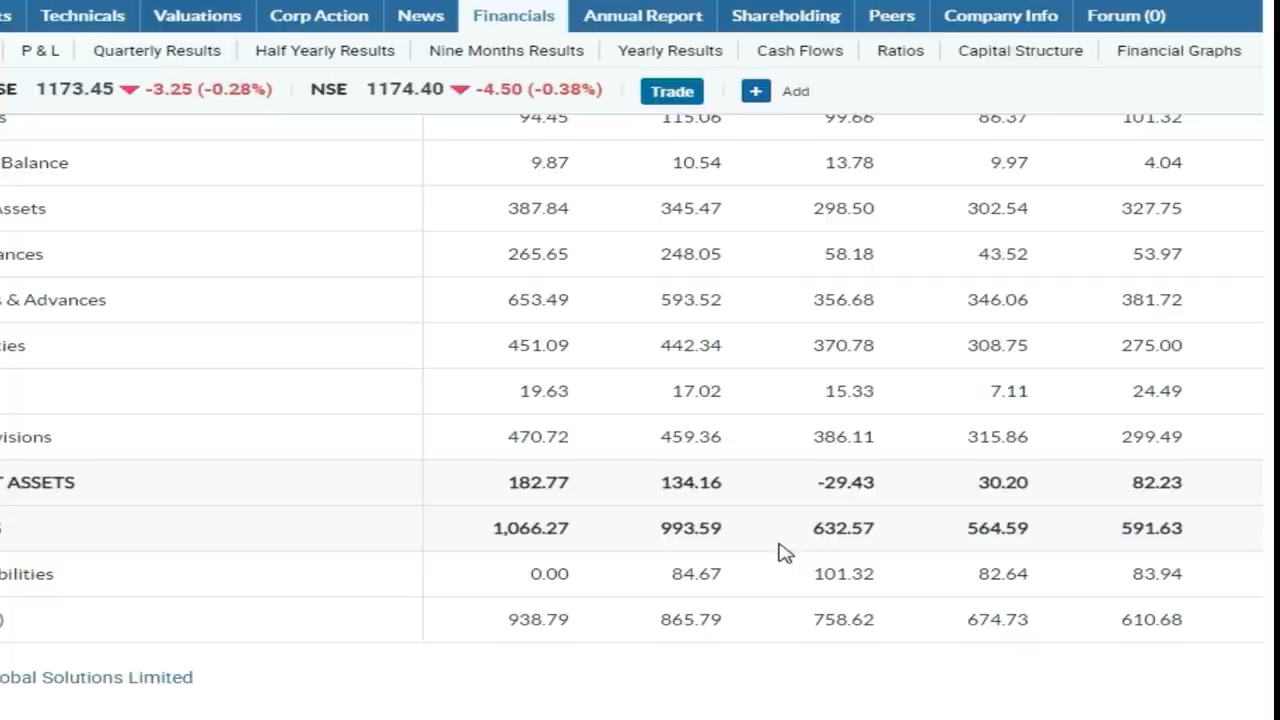 ts Technicals Valuations Corp Action News Financials Annual Report Shareholding Peers Company Info Forum (0)
P & L Quarterly Results Half Yearly Results Nine Months Results Yearly Results Cash Flows Ratios Capital Structure Financial Graphs
SE 1173.45 -3.25 (-0.28%) NSE 1174.40 -4.50 (-0.38%) Trade + Add
s 94.45 115.06 99.66 86.37 101.32
Balance 9.87 10.54 13.78 9.97 4.04
Assets 387.84 345.47 298.50 302.54 327.75
ances 265.65 248.05 58.18 43.52 53.97
s & Advances 653.49 593.52 356.68 346.06 381.72
ties 451.09 442.34 370.78 308.75 275.00
19.63 17.02 15.33 7.11 24.49
visions 470.72 459.36 386.11 315.86 299.49
T ASSETS 182.77 134.16 -29.43 30.20 82.23
S 1,066.27 993.59 632.57 564.59 591.63
bilities 0.00 84.67 101.32 82.64 83.94
) 938.79 865.79 758.62 674.73 610.68
obal Solutions Limited